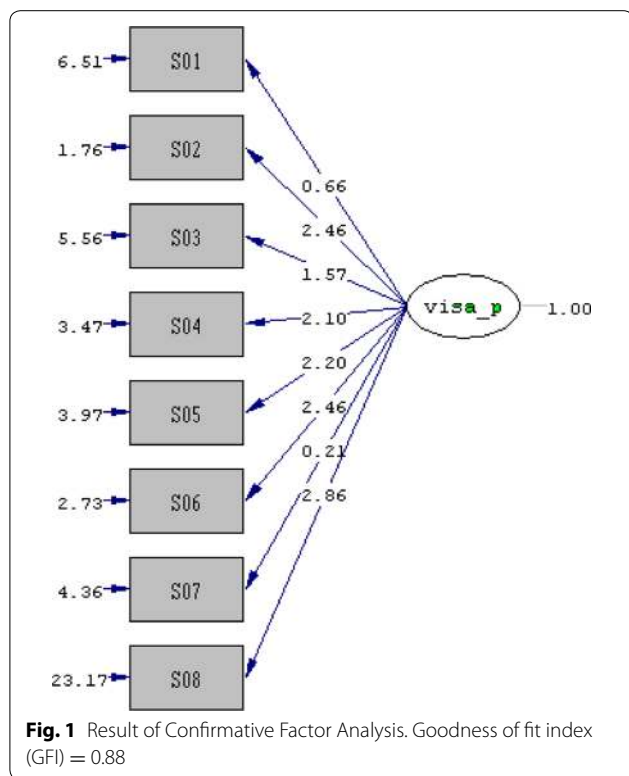 6.51 S01
0.66
1.76 S02
2.46
5.56 S03
1.57
visa_p 1.00
3.47 S04
2.10
2.20
3.97 S05
2.46
0.21
2.73 S06
2.86
4.36 S07
23.17 S08
Fig. 1 Result of Confirmative Factor Analysis. Goodness of fit index
(GFI) = 0.88